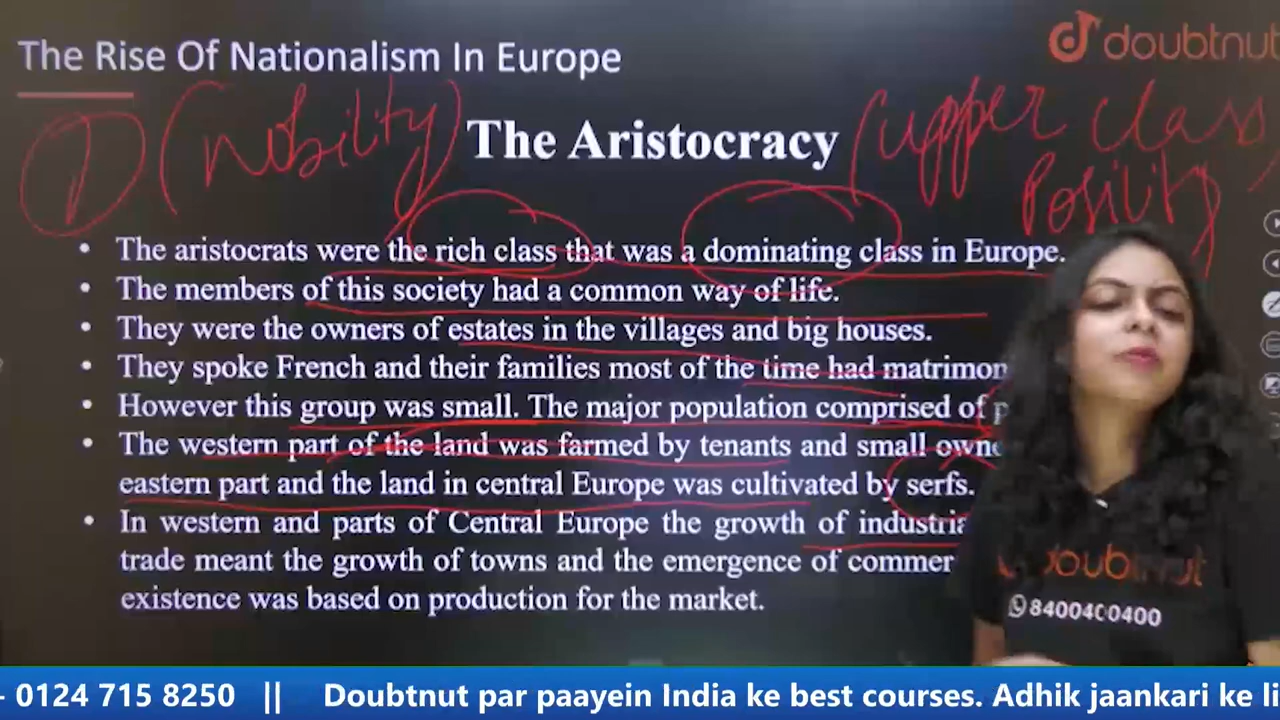 The Rise Of Nationalism In Europe
doubtnut
1 (Nobility) The Aristocracy (upper class
• The aristocrats were the rich class that was a dominating class in Europe.
• The members of this society had a common way of life.
• They were the owners of estates in the villages and big houses.
• They spoke French and their families most of the time had matrimon
• However this group was small. The major population comprised of p
• The western part of the land was farmed by tenants and small owne
eastern part and the land in central Europe was cultivated by serfs.
• In western and parts of Central Europe the growth of industria
trade meant the growth of towns and the emergence of commer
existence was based on production for the market.
doubtnut
8400400400
- 0124 715 8250 || Doubtnut par paayein India ke best courses. Adhik jaankari ke li